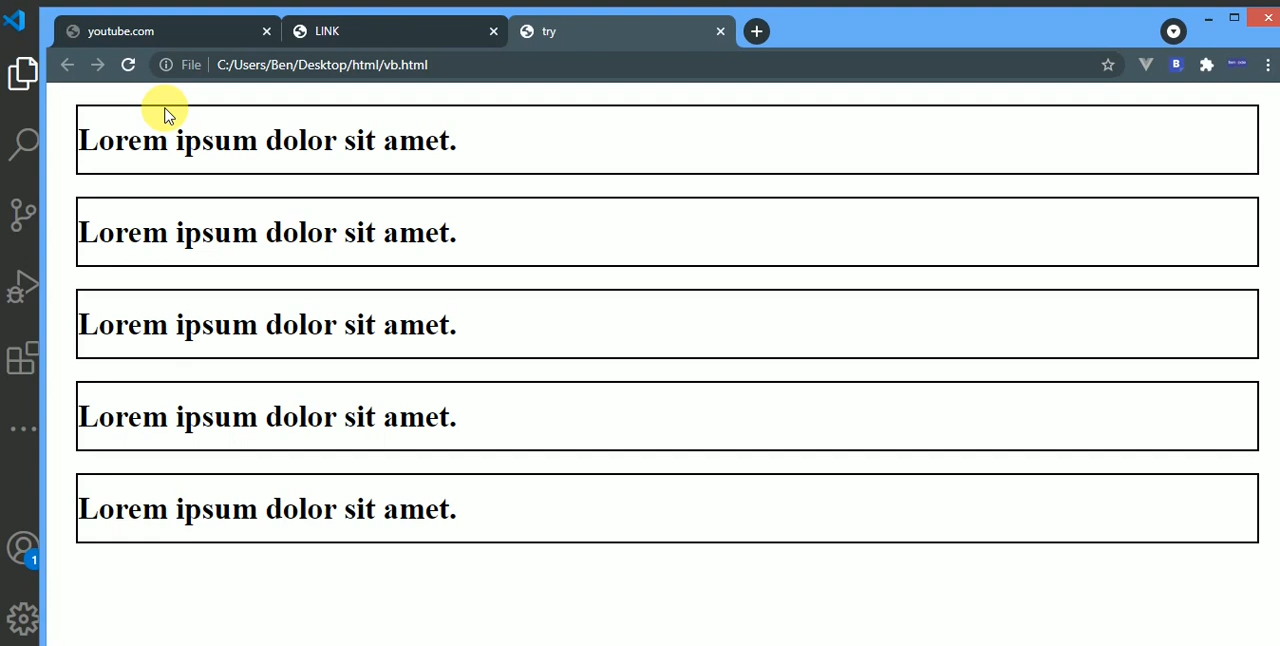 youtube.com
LINK
try
File
C:/Users/Ben/Desktop/html/vb.html
B
Lorem ipsum dolor sit amet.
Lorem ipsum dolor sit amet.
Lorem ipsum dolor sit amet.
Lorem ipsum dolor sit amet.
Lorem ipsum dolor sit amet.
1